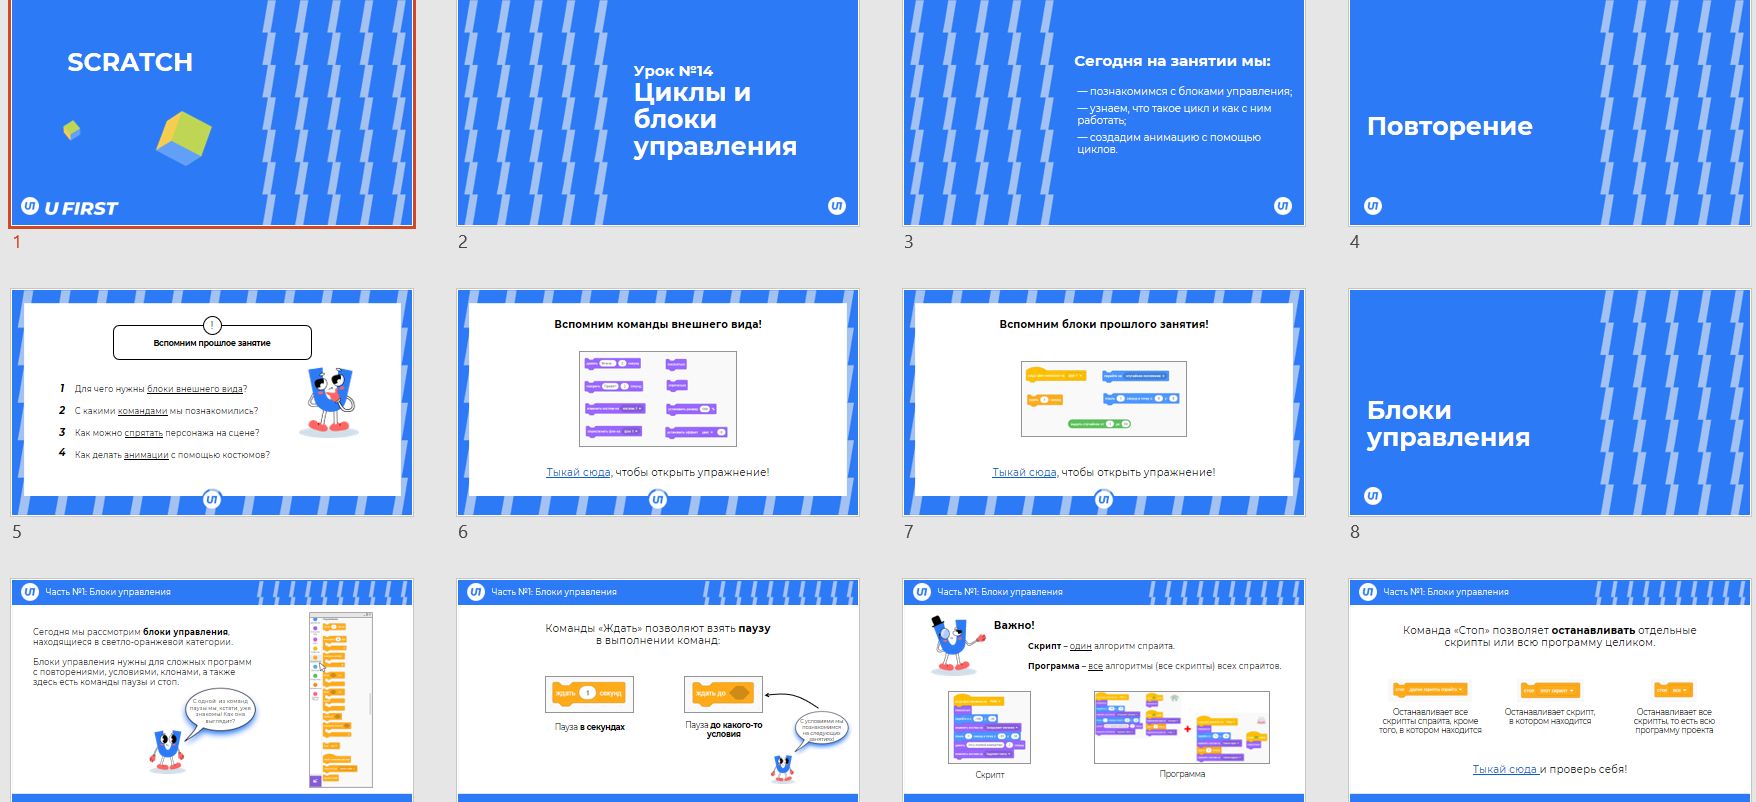 SCRATCH
U FIRST
1
Урок №14
Циклы и
блоки
управления
2
Сегодня на занятии мы:
— познакомимся с блоками управления;
— узнаем, что такое цикл и как с ним
работать;
— создадим анимацию с помощью
циклов.
3
Повторение
4
!
Вспомним прошлое занятие
1 Для чего нужны блоки внешнего вида?
2 С какими командами мы познакомились?
3 Как можно спрятать персонажа на сцене?
4 Как делать анимации с помощью костюмов?
5
Вспомним команды внешнего вида!
Тыкай сюда, чтобы открыть упражнение!
6
Вспомним блоки прошлого занятия!
Тыкай сюда, чтобы открыть упражнение!
7
Блоки
управления
8
Часть №1: Блоки управления
Сегодня мы рассмотрим блоки управления,
находящиеся в светло-оранжевой категории.
Блоки управления нужны для сложных программ
с повторениями, условиями, клонами, а также
здесь есть команды паузы и стоп.
С одной из команд
паузы мы, кстати, уже
знакомы! Как она
выглядит?
Часть №1: Блоки управления
Команды «Ждать» позволяют взять паузу
в выполнении команд:
ждать 1 секунд
ждать до
Пауза в секундах
Пауза до какого-то
условия
С условиями мы
познакомимся
на следующих
занятиях!
Часть №1: Блоки управления
Важно!
Скрипт – один алгоритм спрайта.
Программа – все алгоритмы (все скрипты) всех спрайтов.
Скрипт
Программа
Часть №1: Блоки управления
Команда «Стоп» позволяет останавливать отдельные
скрипты или всю программу целиком.
стоп другие скрипты спрайта
стоп этот скрипт
стоп все
Останавливает все
скрипты спрайта, кроме
того, в котором находится
Останавливает скрипт,
в котором находится
Останавливает все
скрипты, то есть всю
программу проекта
Тыкай сюда и проверь себя!